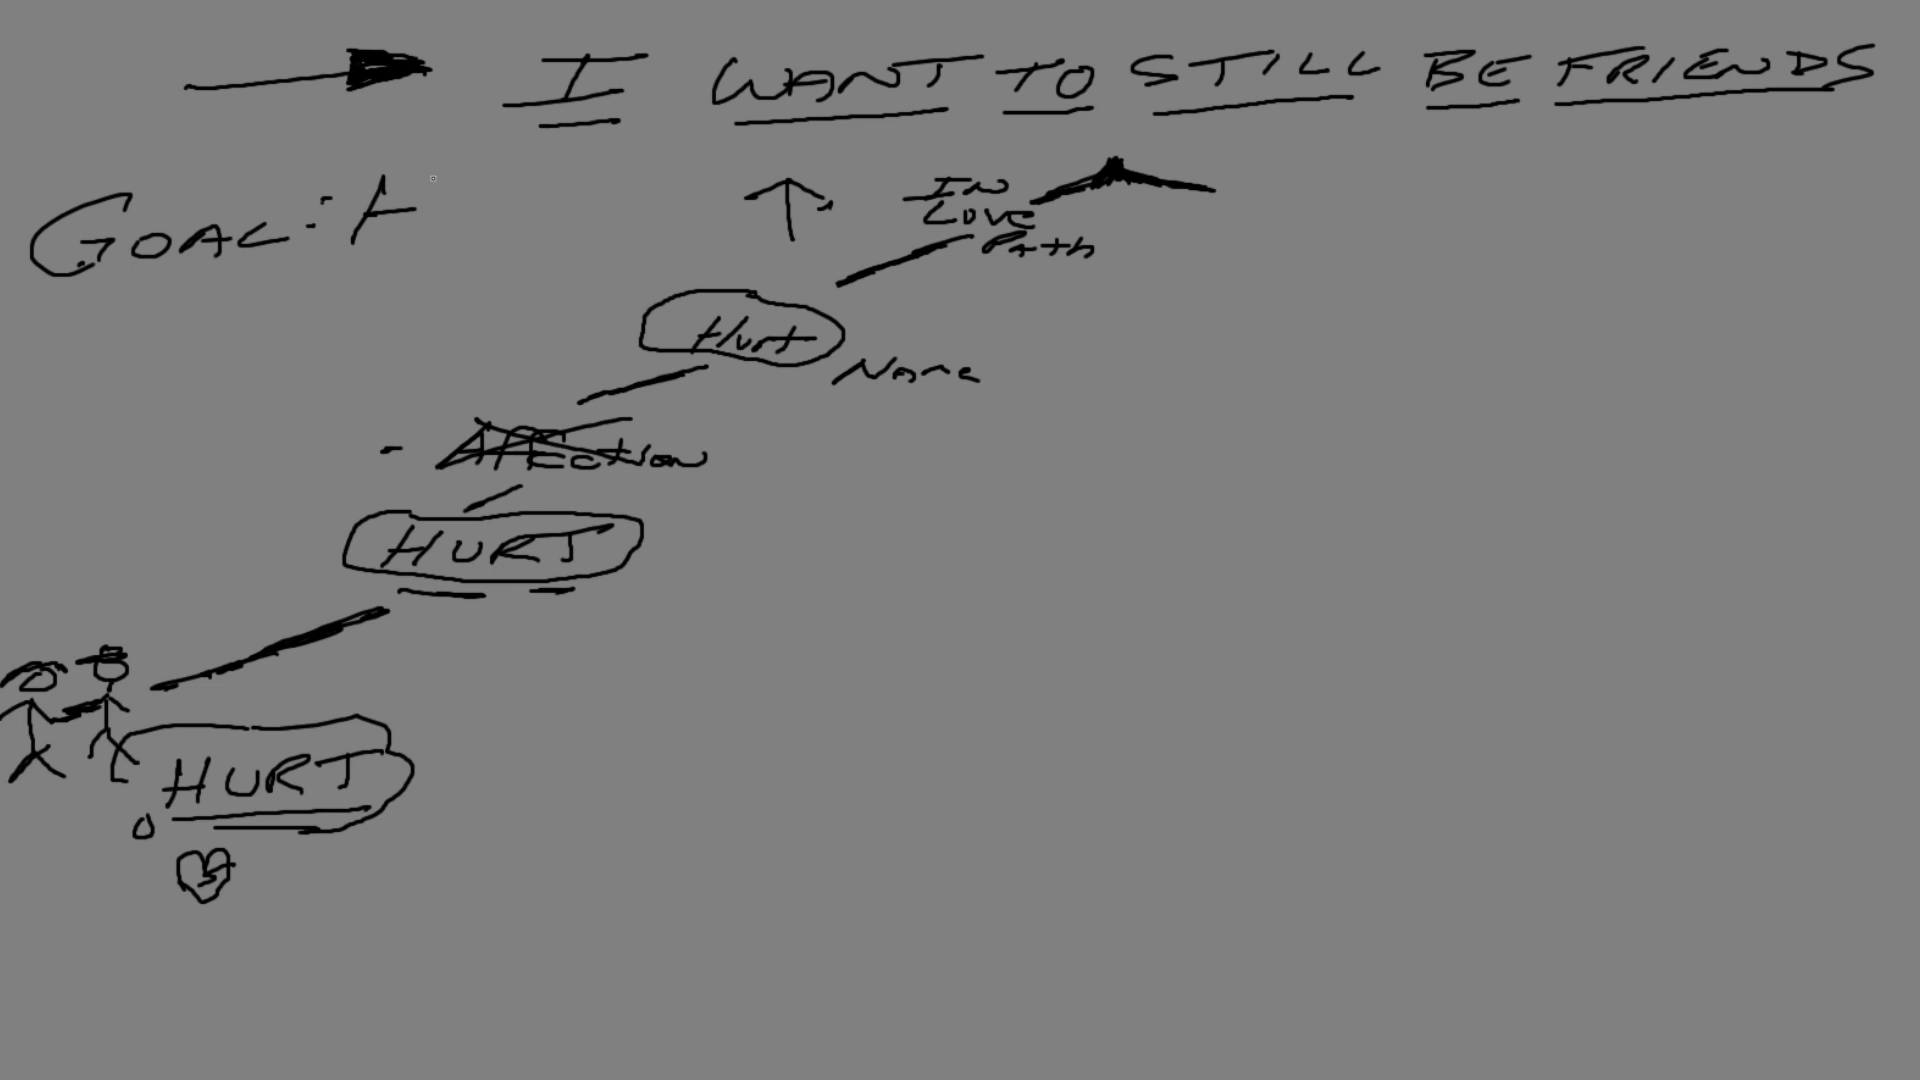 I WANT TO STILL BE FRIENDS
GOAL:
IN
LOVE
Path
Hurt
Name
- AFFECTION
HURT
HURT